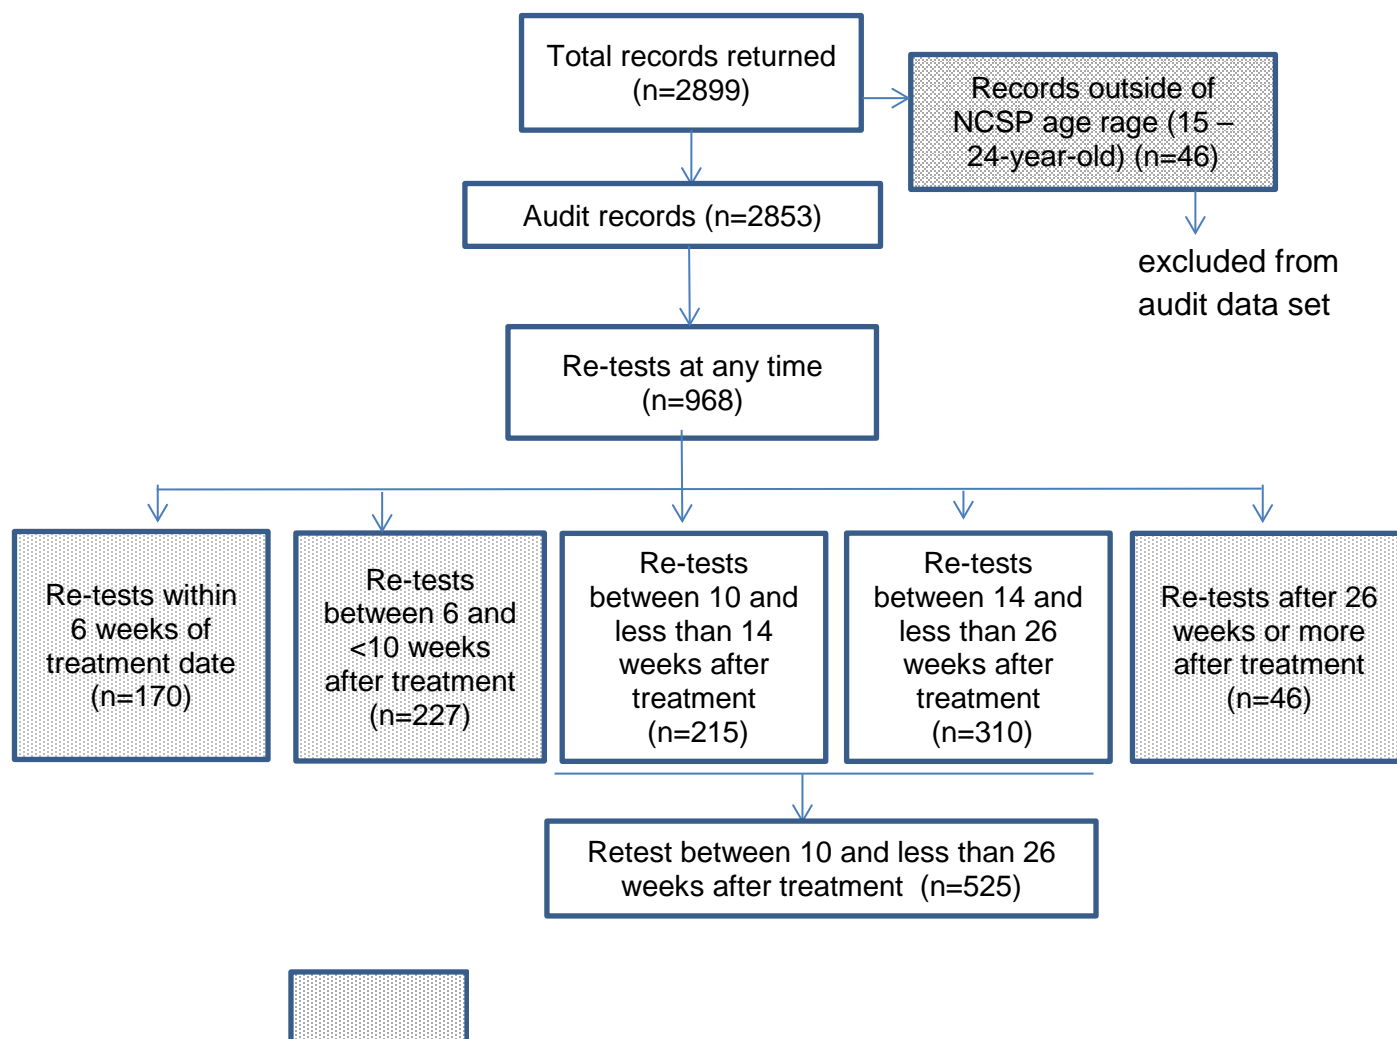 Total records returned
(n=2899)
Records outside of
NCSP age rage (15 –
24-year-old) (n=46)
Audit records (n=2853)
excluded from
audit data set
Re-tests at any time
(n=968)
Re-tests within
6 weeks of
treatment date
(n=170)
Re-tests
between 6 and
<10 weeks
after treatment
(n=227)
Re-tests
between 10 and
less than 14
weeks after
treatment
(n=215)
Re-tests
between 14 and
less than 26
weeks after
treatment
(n=310)
Re-tests after 26
weeks or more
after treatment
(n=46)
Retest between 10 and less than 26
weeks after treatment  (n=525)